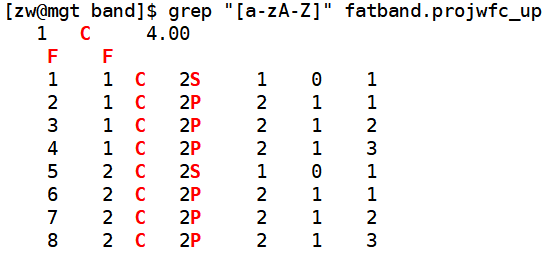 [zw@mgt band]$ grep "[a-zA-Z]" fatband.projwfc_up
1 C 4.00
F F
1 1 C 2S 1 0 1
2 1 C 2P 2 1 1
3 1 C 2P 2 1 2
4 1 C 2P 2 1 3
5 2 C 2S 1 0 1
6 2 C 2P 2 1 1
7 2 C 2P 2 1 2
8 2 C 2P 2 1 3